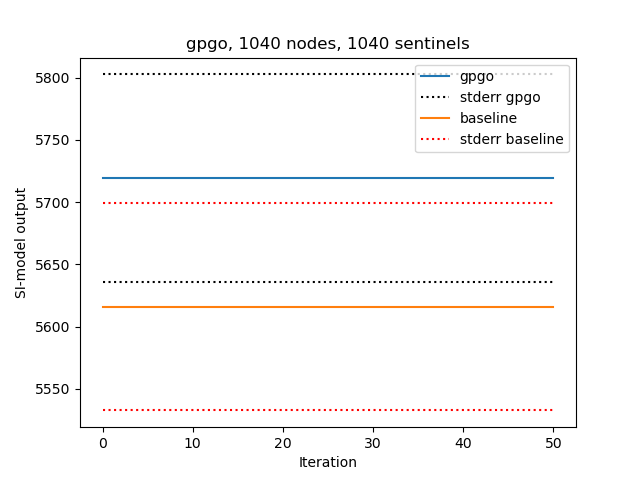 gpgo, 1040 nodes, 1040 sentinels
gpgo
stderr gpgo
baseline
stderr baseline
SI-model output
5800
5750
5700
5650
5600
5550
0 10 20 30 40 50
Iteration